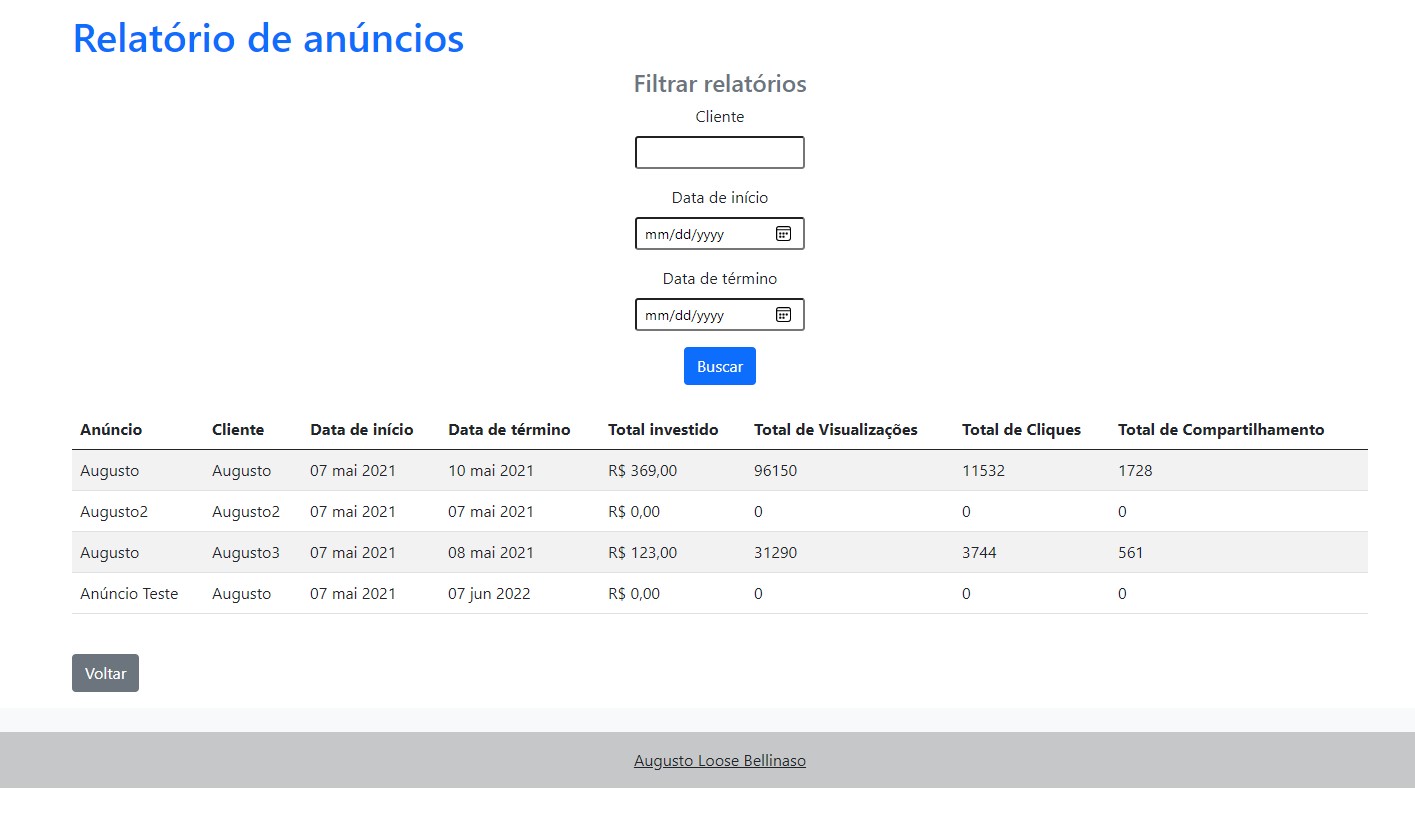 Relatório de anúncios
Filtrar relatórios
Cliente
Data de início
mm/dd/yyyy
Data de término
mm/dd/yyyy
Buscar
Anúncio Cliente Data de início Data de término Total investido Total de Visualizações Total de Cliques Total de Compartilhamento
Augusto Augusto 07 mai 2021 10 mai 2021 R$ 369,00 96150 11532 1728
Augusto2 Augusto2 07 mai 2021 07 mai 2021 R$ 0,00 0 0 0
Augusto Augusto3 07 mai 2021 08 mai 2021 R$ 123,00 31290 3744 561
Anúncio Teste Augusto 07 mai 2021 07 jun 2022 R$ 0,00 0 0 0
Voltar
Augusto Loose Bellinaso